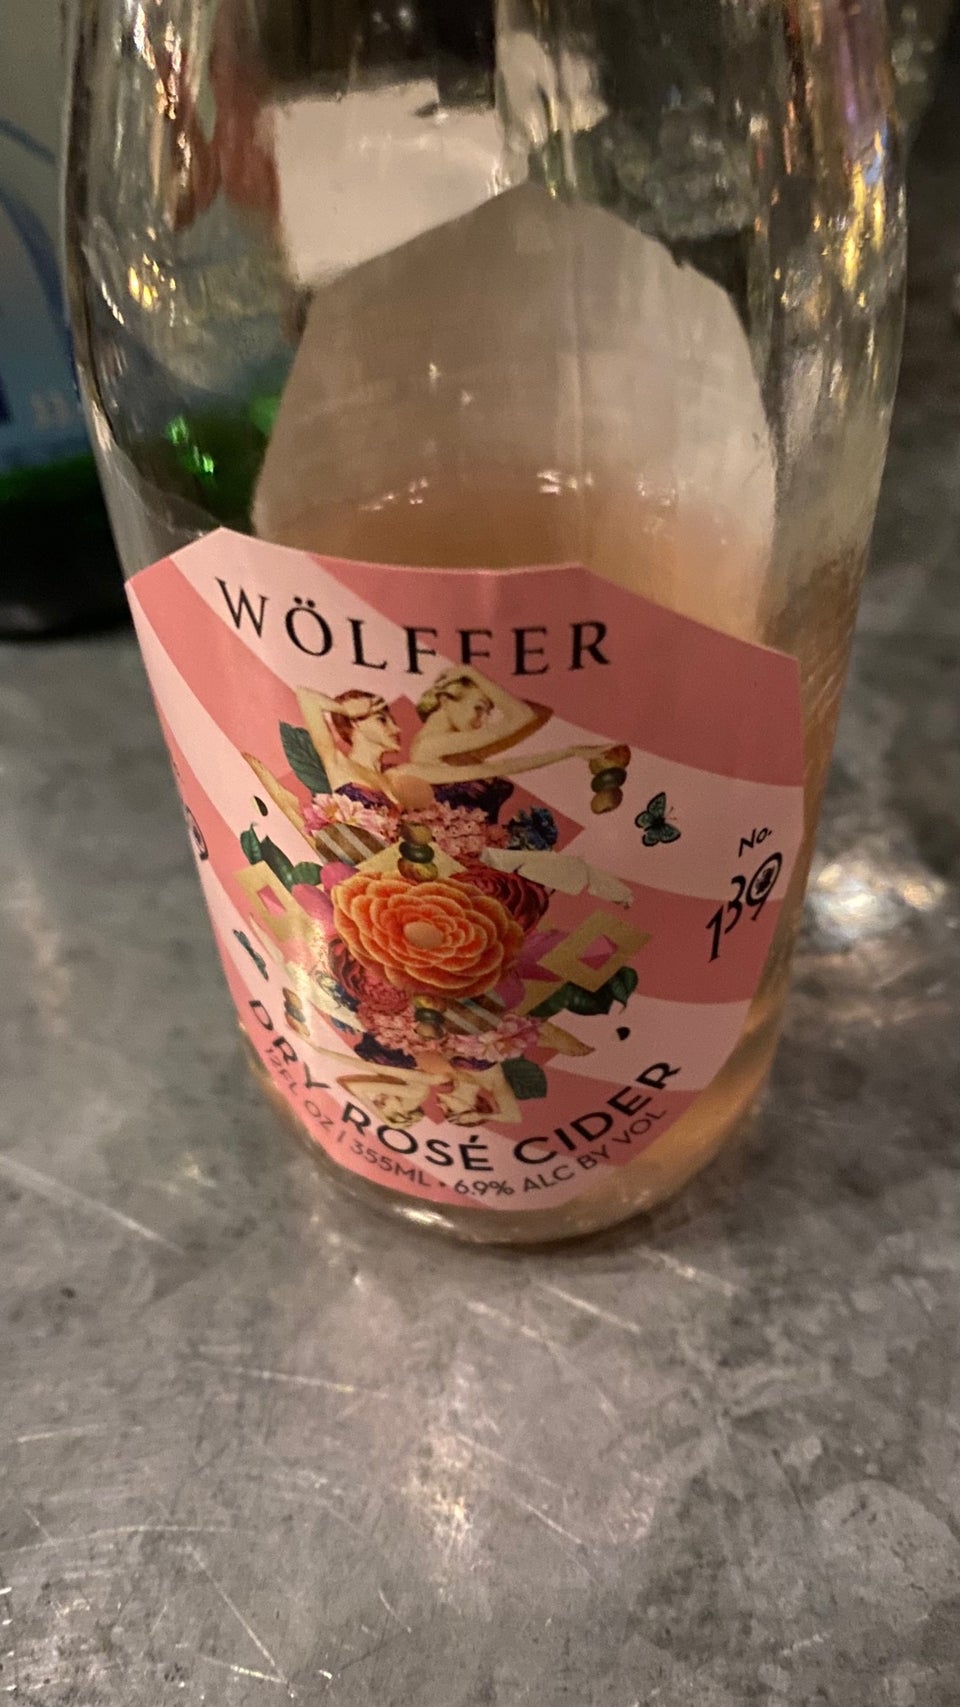 WÖLFFER
No.
139
DRY ROSÉ CIDER
12FL OZ | 355ML • 6.9% ALC BY VOL